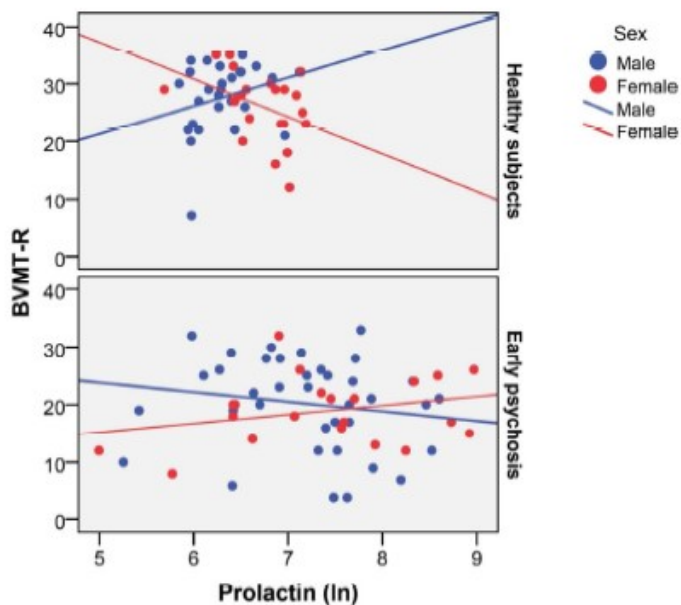 Sex
Male
Female
Male
Female
40
30
20
10
0
Healthy subjects
BVMT-R
40
30
20
10
0
Early psychosis
5 6 7 8 9
Prolactin (ln)